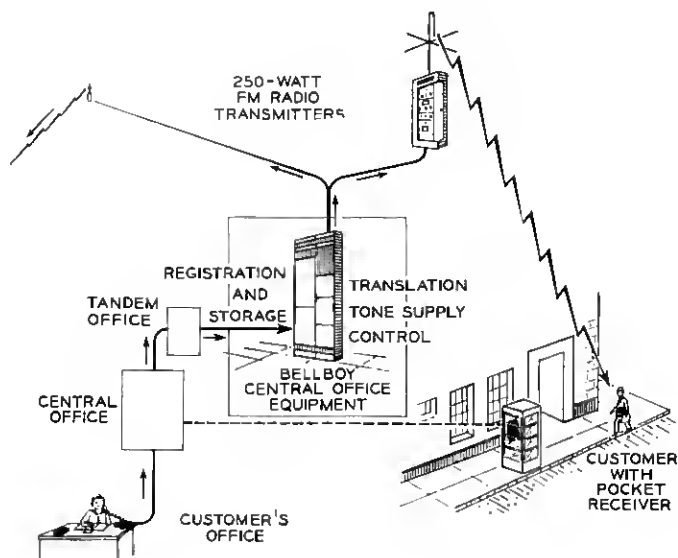 250-WATT
FM RADIO
TRANSMITTERS
REGISTRATION
AND
STORAGE
TRANSLATION
TONE SUPPLY
CONTROL
TANDEM
OFFICE
BELLBOY
CENTRAL OFFICE
EQUIPMENT
CENTRAL
OFFICE
CUSTOMER
WITH
POCKET
RECEIVER
CUSTOMER'S
OFFICE